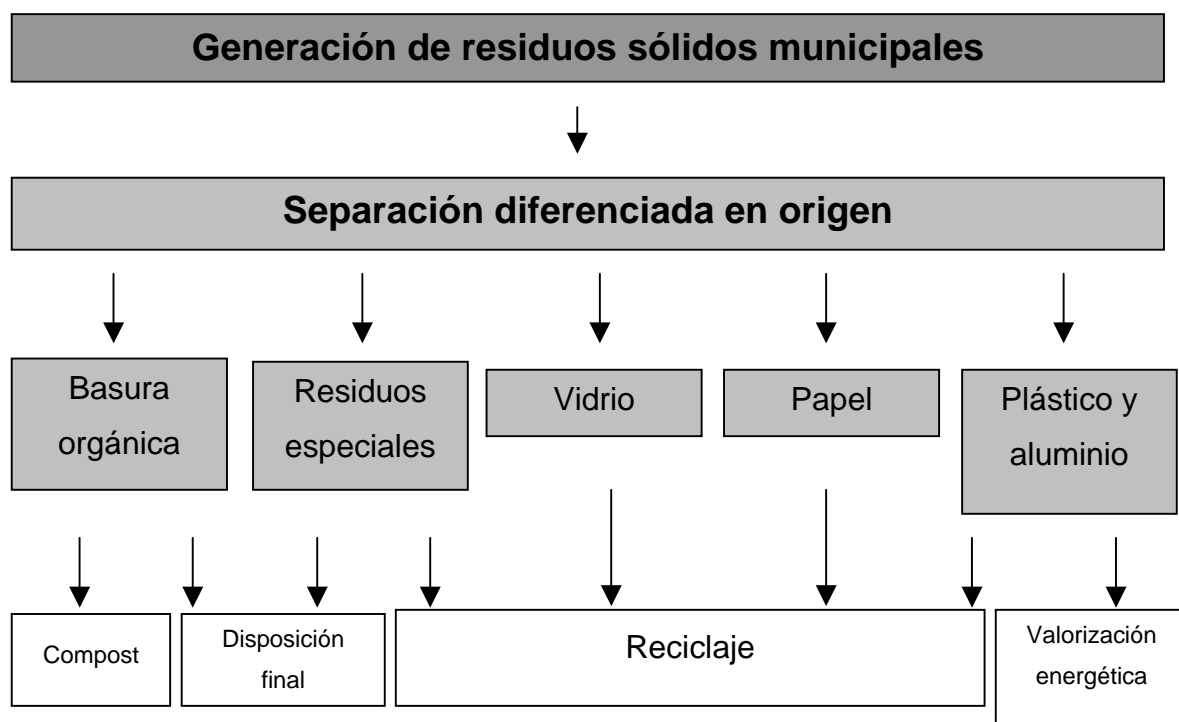 Generación de residuos sólidos municipales
Separación diferenciada en origen
Basura
orgánica
Residuos
especiales
Vidrio
Papel
Plástico y
aluminio
Compost
Disposición
final
Reciclaje
Valorización
energética